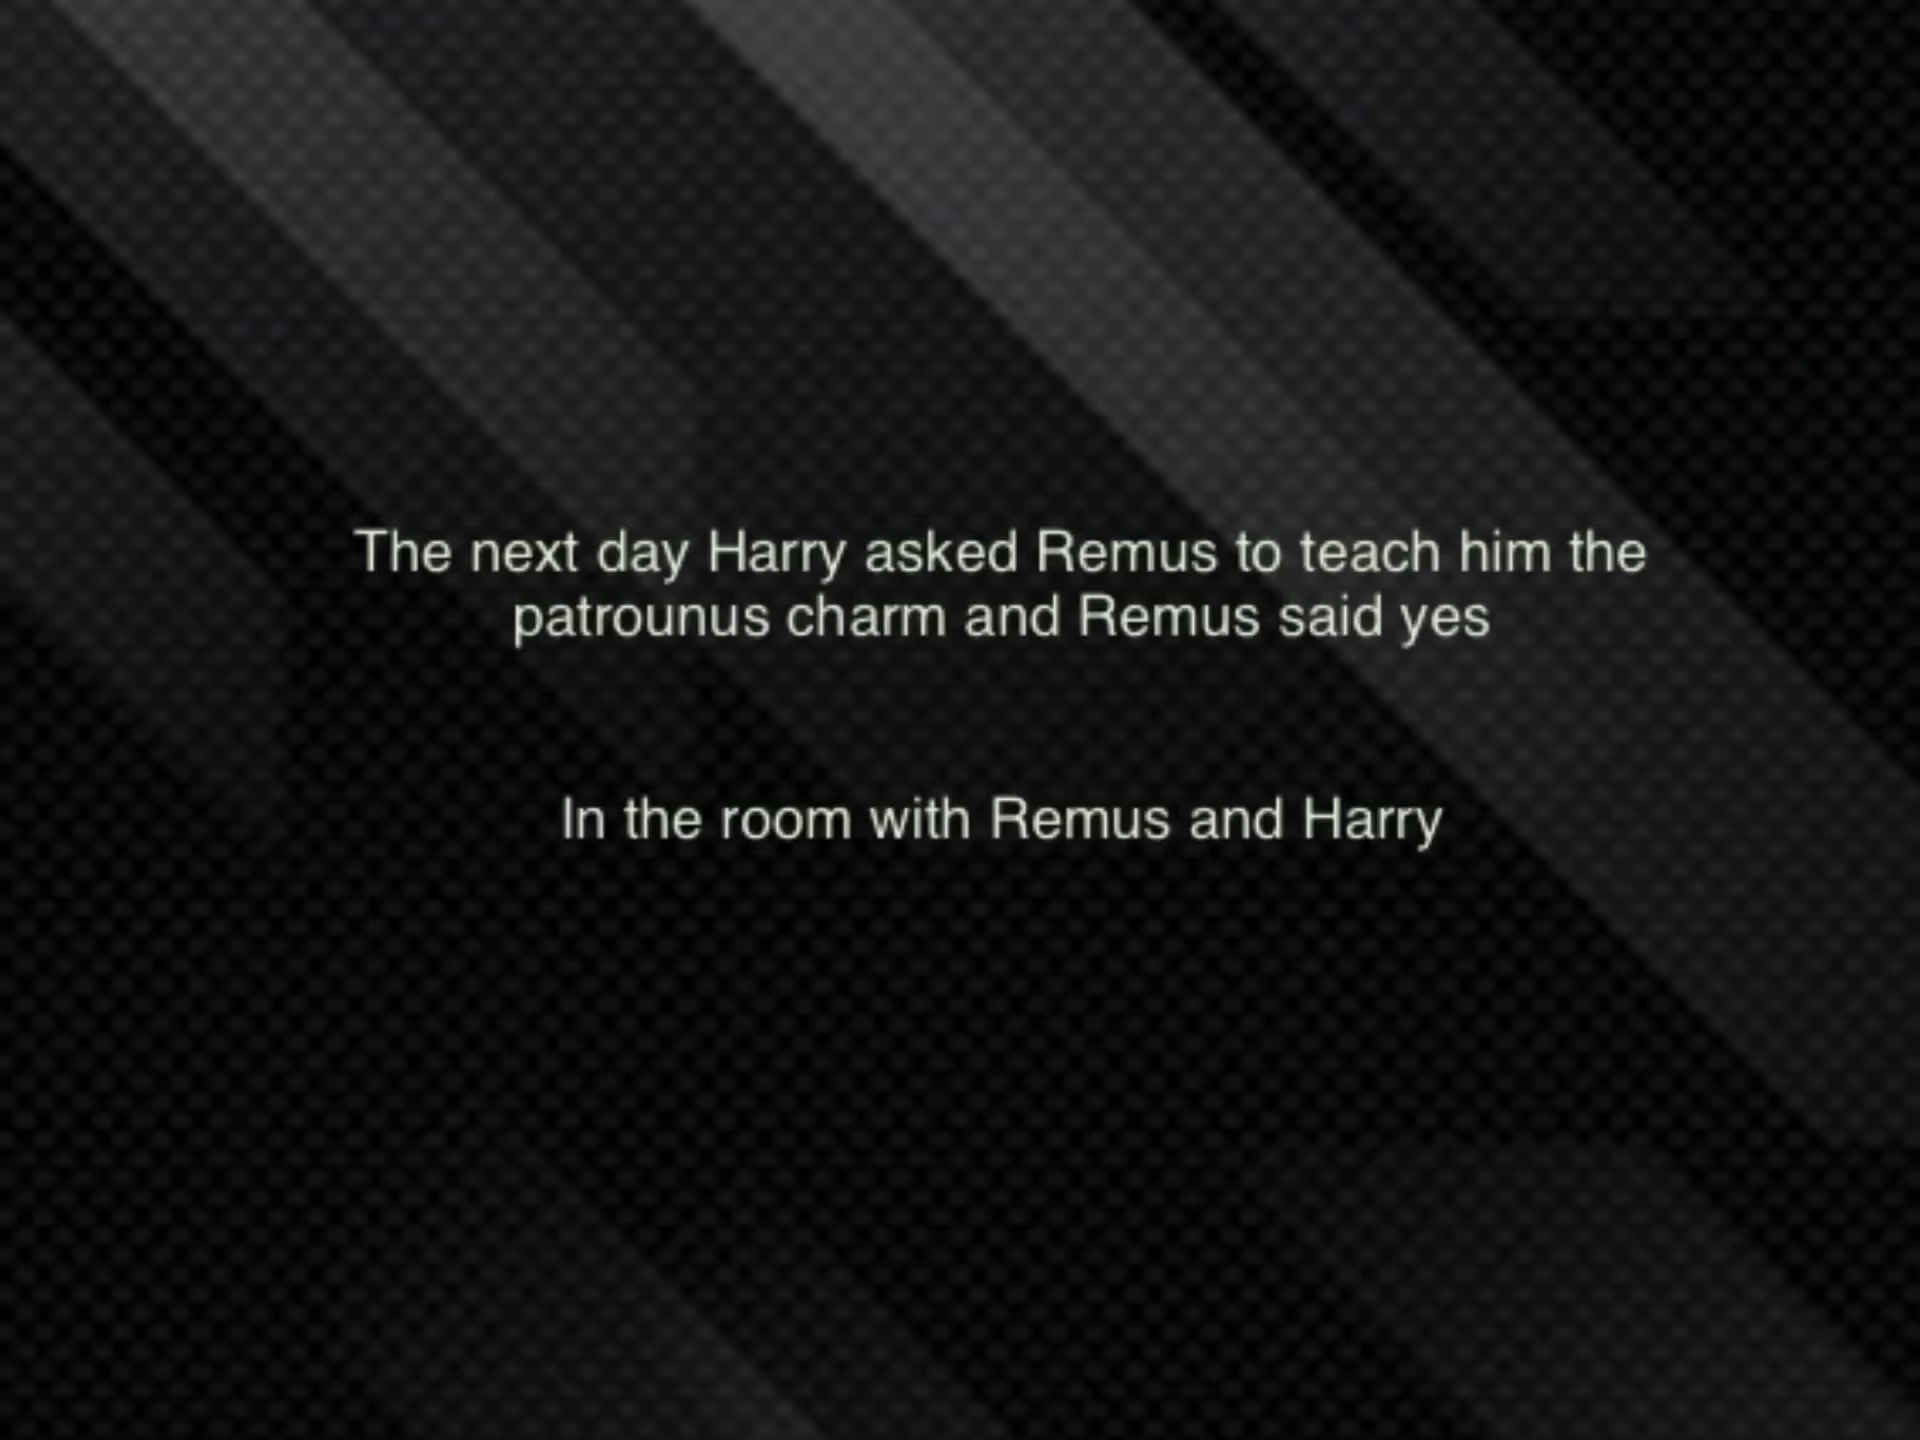 The next day Harry asked Remus to teach him the
patrounus charm and Remus said yes
In the room with Remus and Harry